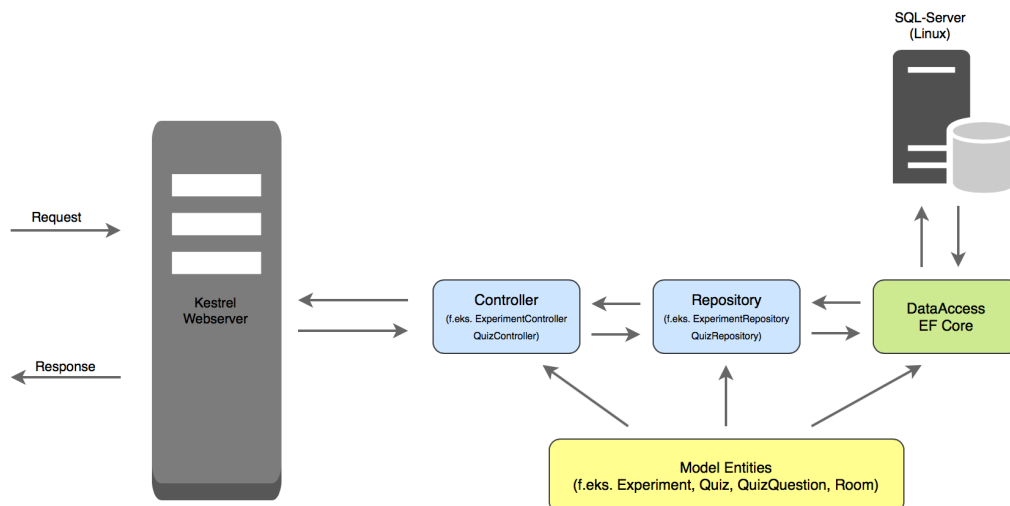 SQL-Server
(Linux)
Request
Kestrel
Webserver
Response
Controller
(f.eks. ExperimentController
QuizController)
Repository
(f.eks. ExperimentRepository
QuizRepository)
DataAccess
EF Core
Model Entities
(f.eks. Experiment, Quiz, QuizQuestion, Room)